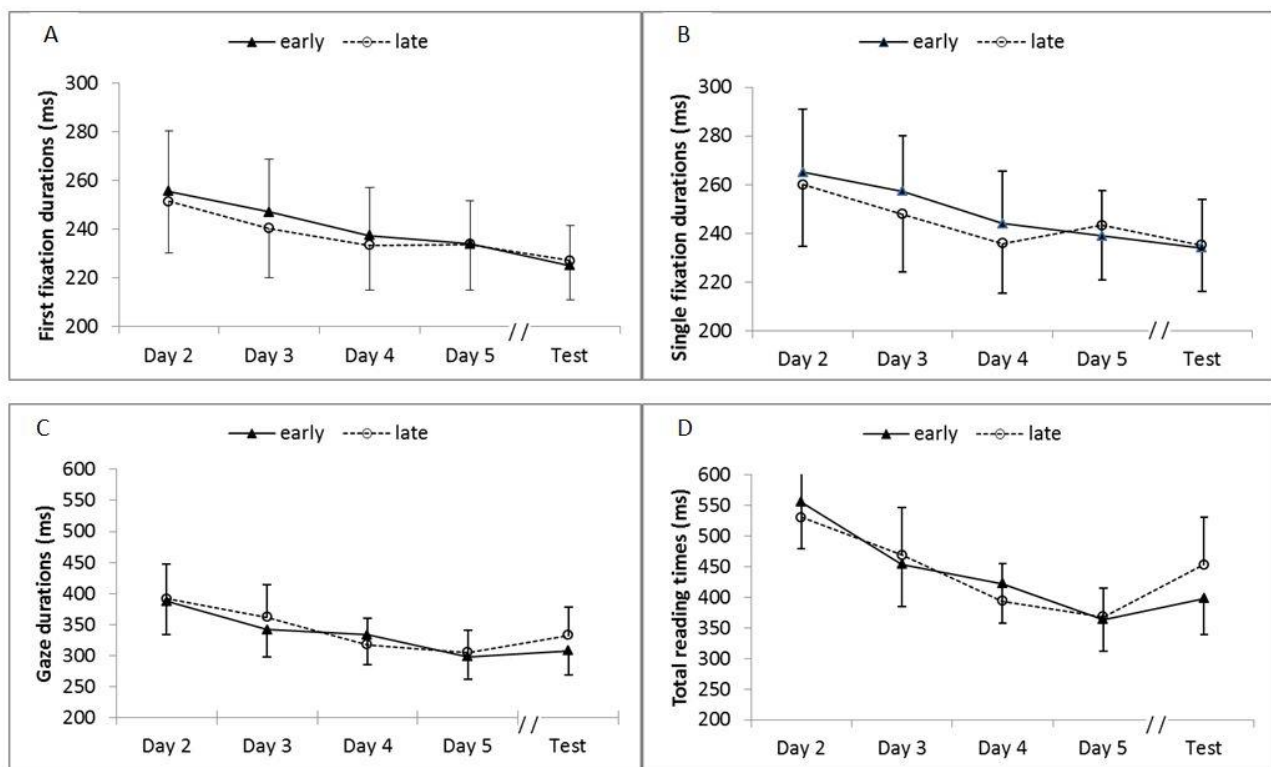 A
early late
First fixation durations (ms)
300
280
260
240
220
200
Day 2 Day 3 Day 4 Day 5 // Test
B
early late
Single fixation durations (ms)
300
280
260
240
220
200
Day 2 Day 3 Day 4 Day 5 // Test
C
early late
Gaze durations (ms)
600
550
500
450
400
350
300
250
200
Day 2 Day 3 Day 4 Day 5 // Test
D
early late
Total reading times (ms)
600
550
500
450
400
350
300
250
200
Day 2 Day 3 Day 4 Day 5 // Test